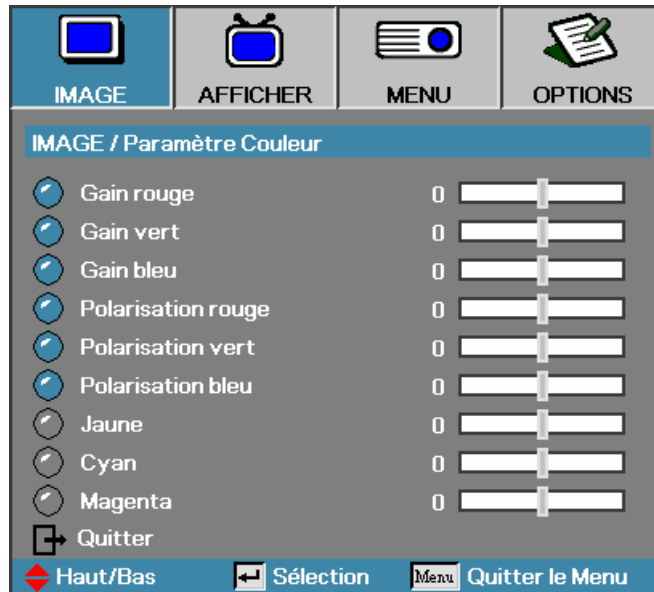 IMAGE AFFICHER MENU OPTIONS
IMAGE / Paramètre Couleur
Gain rouge 0
Gain vert 0
Gain bleu 0
Polarisation rouge 0
Polarisation vert 0
Polarisation bleu 0
Jaune 0
Cyan 0
Magenta 0
Quitter
Haut/Bas Sélection Menu Quitter le Menu